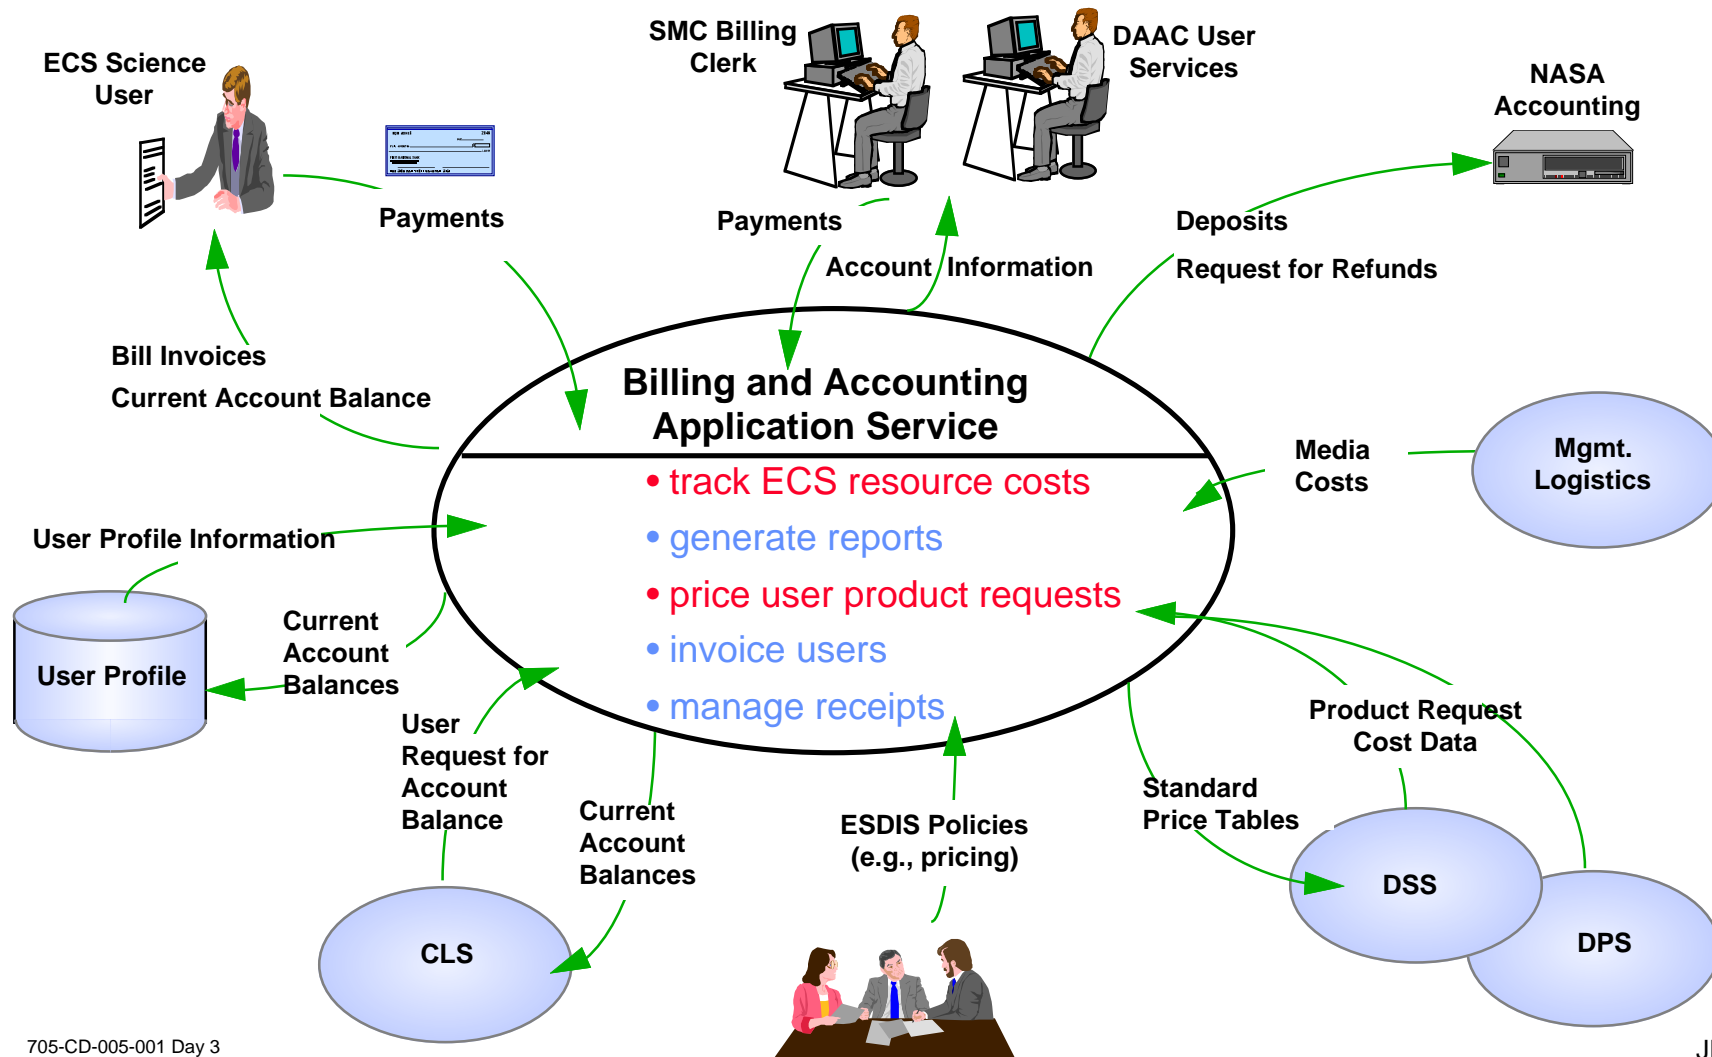 SMC Billing
Clerk
DAAC User
Services
ECS Science
User
NASA
Accounting
Payments
Payments
Deposits
Account Information
Request for Refunds
Bill Invoices
Current Account Balance
Billing and Accounting
Application Service
• track ECS resource costs
• generate reports
• price user product requests
• invoice users
• manage receipts
Media
Costs
Mgmt.
Logistics
User Profile Information
User Profile
Current
Account
Balances
User
Request for
Account
Balance
Current
Account
Balances
ESDIS Policies
(e.g., pricing)
Standard
Price Tables
Product Request
Cost Data
CLS
DSS
DPS
705-CD-005-001 Day 3